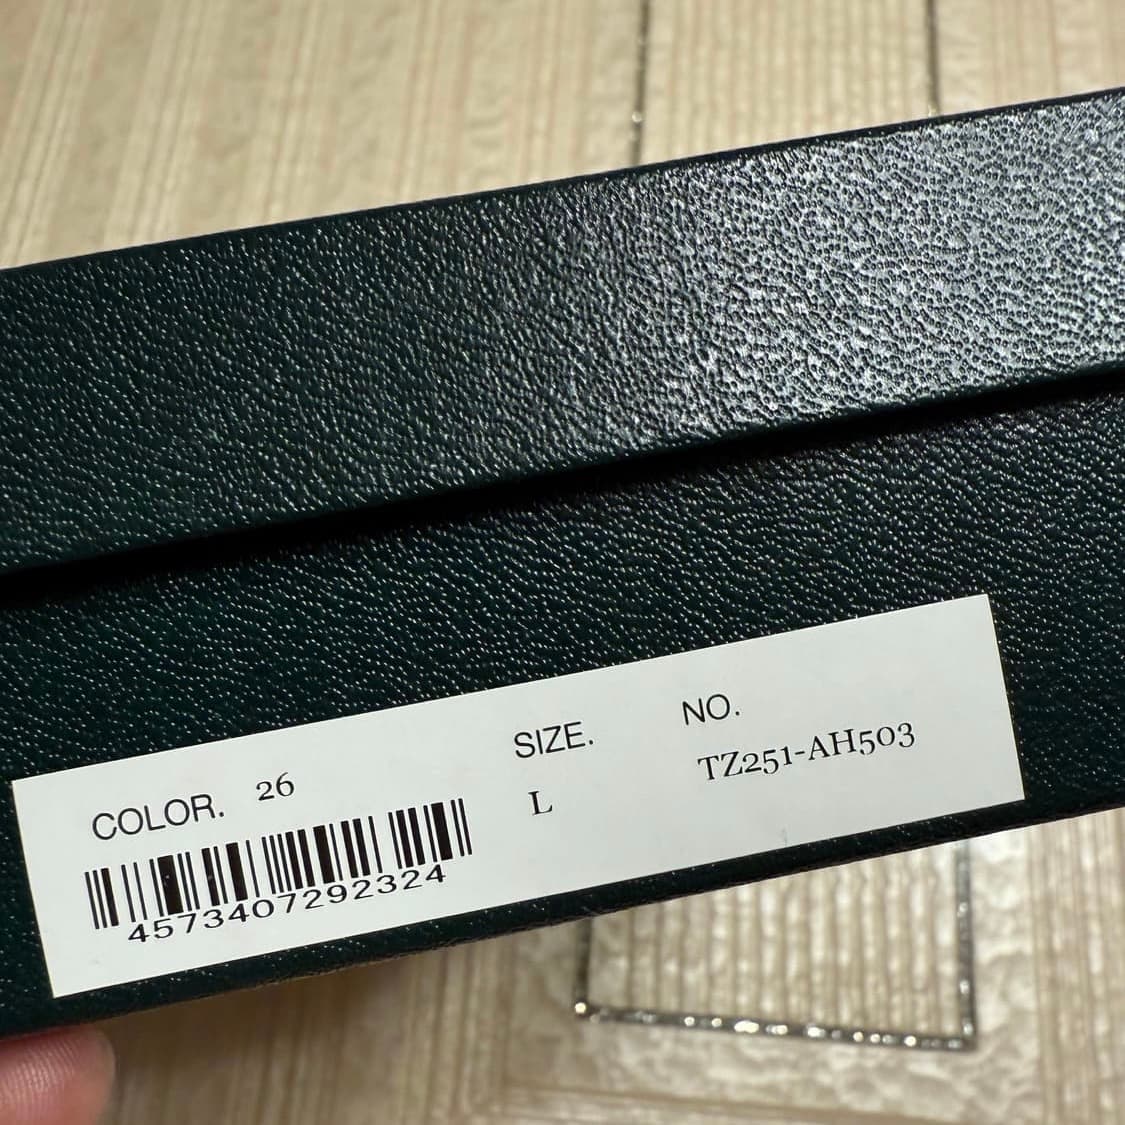 COLOR. 26
4573407292324
SIZE.
L
NO.
TZ251-AH503